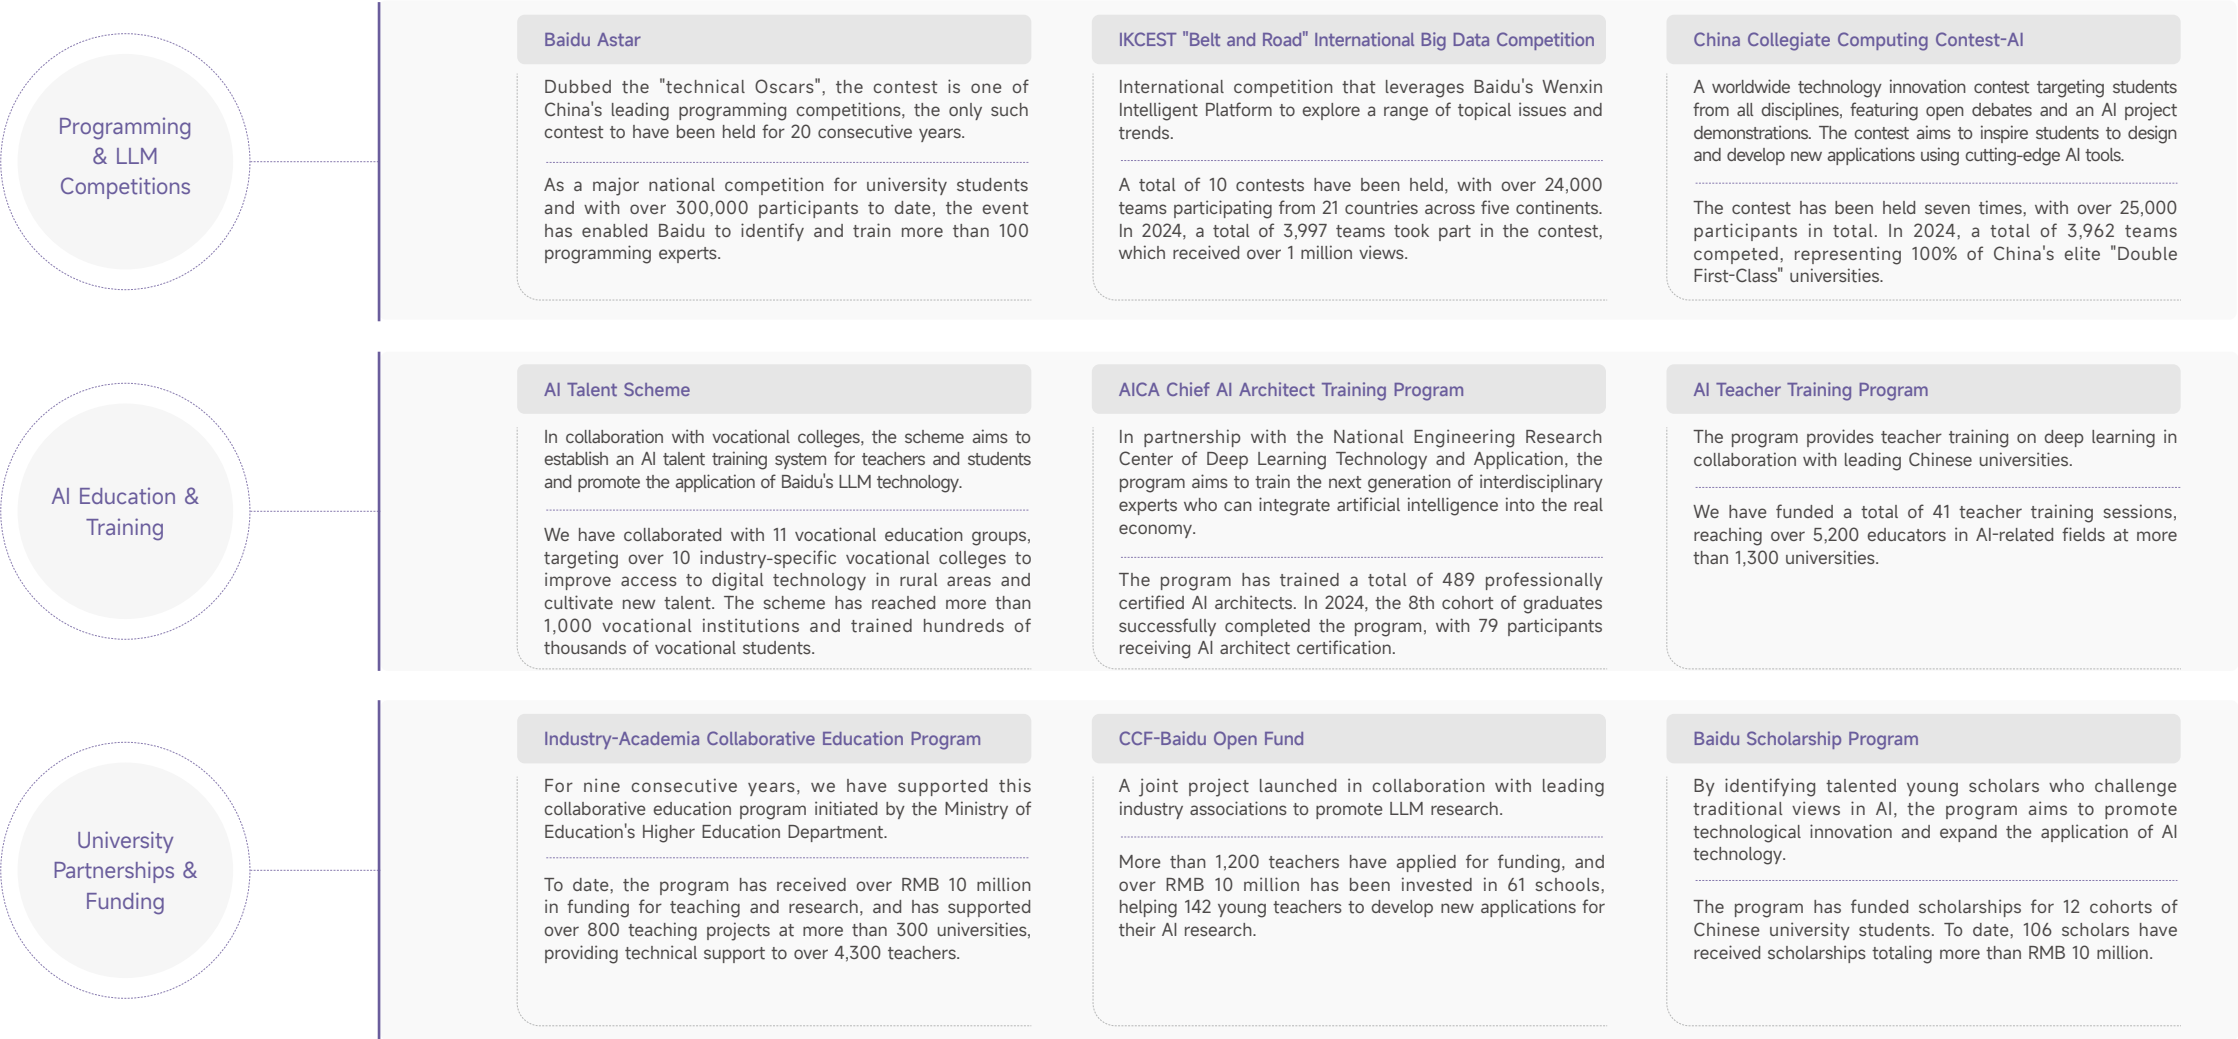 Programming
& LLM
Competitions
Baidu Astar
Dubbed the "technical Oscars", the contest is one of
China's leading programming competitions, the only such
contest to have been held for 20 consecutive years.
As a major national competition for university students
and with over 300,000 participants to date, the event
has enabled Baidu to identify and train more than 100
programming experts.
IKCEST "Belt and Road" International Big Data Competition
International competition that leverages Baidu's Wenxin
Intelligent Platform to explore a range of topical issues and
trends.
A total of 10 contests have been held, with over 24,000
teams participating from 21 countries across five continents.
In 2024, a total of 3,997 teams took part in the contest,
which received over 1 million views.
China Collegiate Computing Contest-AI
A worldwide technology innovation contest targeting students
from all disciplines, featuring open debates and an AI project
demonstrations. The contest aims to inspire students to design
and develop new applications using cutting-edge AI tools.
The contest has been held seven times, with over 25,000
participants in total. In 2024, a total of 3,962 teams
competed, representing 100% of China's elite "Double
First-Class" universities.
AI Education &
Training
AI Talent Scheme
In collaboration with vocational colleges, the scheme aims to
establish an AI talent training system for teachers and students
and promote the application of Baidu's LLM technology.
We have collaborated with 11 vocational education groups,
targeting over 10 industry-specific vocational colleges to
improve access to digital technology in rural areas and
cultivate new talent. The scheme has reached more than
1,000 vocational institutions and trained hundreds of
thousands of vocational students.
AICA Chief AI Architect Training Program
In partnership with the National Engineering Research
Center of Deep Learning Technology and Application, the
program aims to train the next generation of interdisciplinary
experts who can integrate artificial intelligence into the real
economy.
The program has trained a total of 489 professionally
certified AI architects. In 2024, the 8th cohort of graduates
successfully completed the program, with 79 participants
receiving AI architect certification.
AI Teacher Training Program
The program provides teacher training on deep learning in
collaboration with leading Chinese universities.
We have funded a total of 41 teacher training sessions,
reaching over 5,200 educators in AI-related fields at more
than 1,300 universities.
University
Partnerships &
Funding
Industry-Academia Collaborative Education Program
For nine consecutive years, we have supported this
collaborative education program initiated by the Ministry of
Education's Higher Education Department.
To date, the program has received over RMB 10 million
in funding for teaching and research, and has supported
over 800 teaching projects at more than 300 universities,
providing technical support to over 4,300 teachers.
CCF-Baidu Open Fund
A joint project launched in collaboration with leading
industry associations to promote LLM research.
More than 1,200 teachers have applied for funding, and
over RMB 10 million has been invested in 61 schools,
helping 142 young teachers to develop new applications for
their AI research.
Baidu Scholarship Program
By identifying talented young scholars who challenge
traditional views in AI, the program aims to promote
technological innovation and expand the application of AI
technology.
The program has funded scholarships for 12 cohorts of
Chinese university students. To date, 106 scholars have
received scholarships totaling more than RMB 10 million.